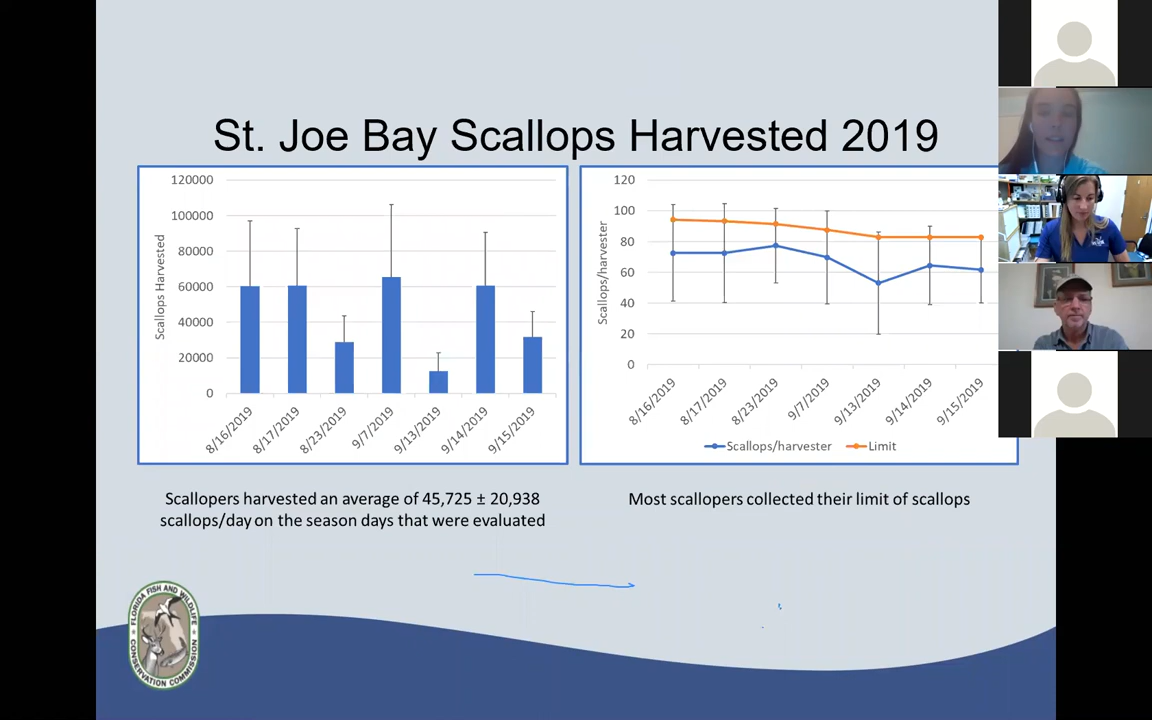 St. Joe Bay Scallops Harvested 2019
120000
100000
80000
60000
40000
20000
0
Scallops Harvested
8/16/2019
8/17/2019
8/23/2019
9/7/2019
9/13/2019
9/14/2019
9/15/2019
120
100
80
60
40
20
0
Scallops/harvester
8/16/2019
8/17/2019
8/23/2019
9/7/2019
9/13/2019
9/14/2019
9/15/2019
Scallops/harvester
Limit
Scallopers harvested an average of 45,725 ± 20,938
scallops/day on the season days that were evaluated
Most scallopers collected their limit of scallops
FLORIDA FISH AND WILDLIFE
CONSERVATION COMMISSION